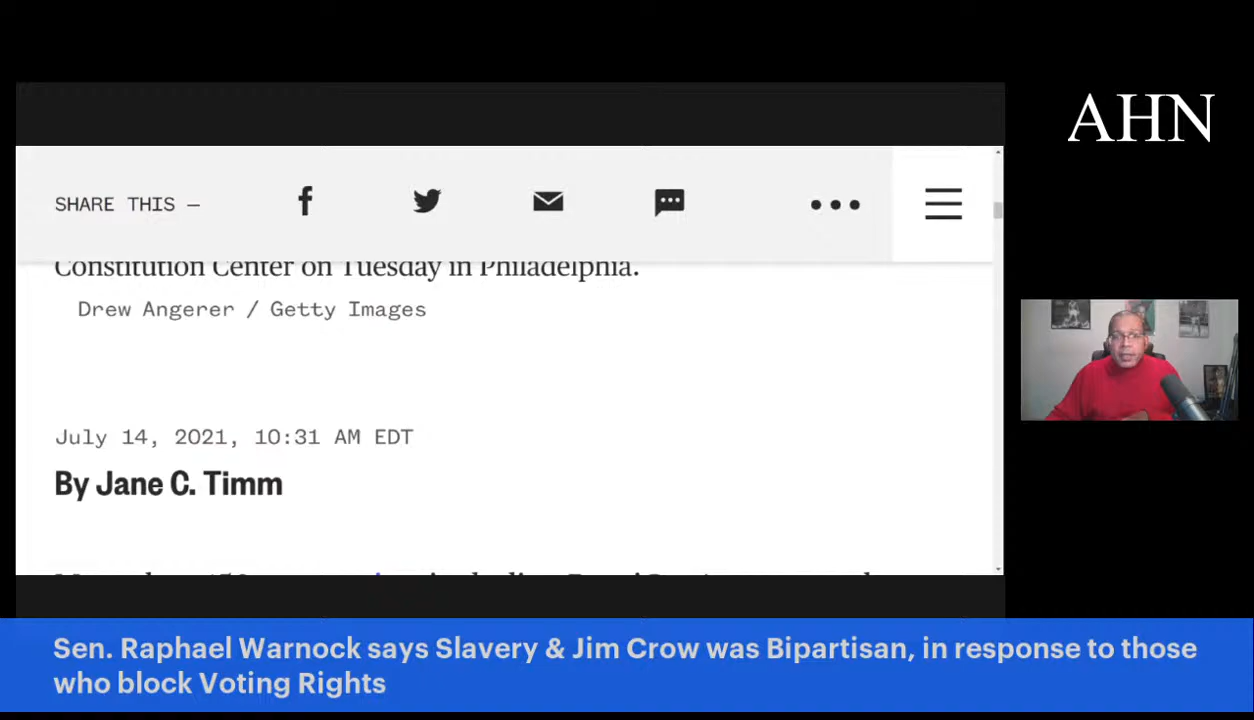 AHN
SHARE THIS —
Constitution Center on Tuesday in Philadelphia.
Drew Angerer / Getty Images
July 14, 2021, 10:31 AM EDT
By Jane C. Timm
Sen. Raphael Warnock says Slavery & Jim Crow was Bipartisan, in response to those
who block Voting Rights